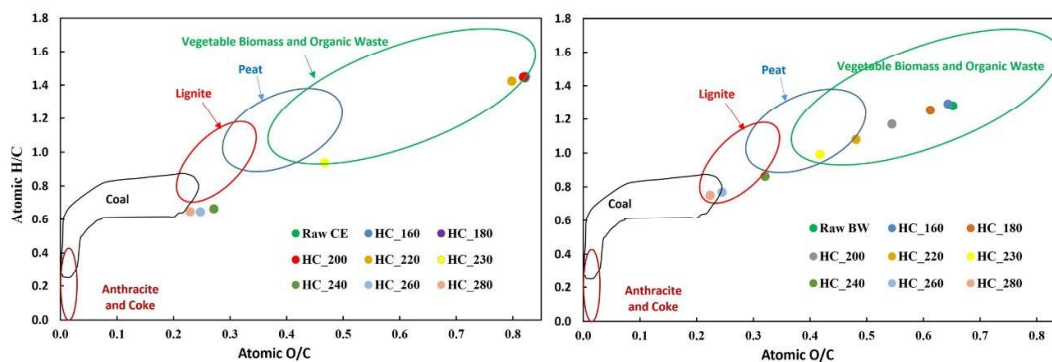 1.8
1.6
1.4
1.2
1.0
0.8
0.6
0.4
0.2
0.0
Atomic H/C
Vegetable Biomass and Organic Waste
Peat
Lignite
Coal
Anthracite
and Coke
Raw CE HC_160 HC_180
HC_200 HC_220 HC_230
HC_240 HC_260 HC_280
0.0 0.1 0.2 0.3 0.4 0.5 0.6 0.7 0.8
Atomic O/C
1.8
1.6
1.4
1.2
1.0
0.8
0.6
0.4
0.2
0.0
Vegetable Biomass and Organic Waste
Peat
Lignite
Coal
Anthracite
and Coke
Raw BW HC_160 HC_180
HC_200 HC_220 HC_230
HC_240 HC_260 HC_280
0.0 0.1 0.2 0.3 0.4 0.5 0.6 0.7 0.8
Atomic O/C